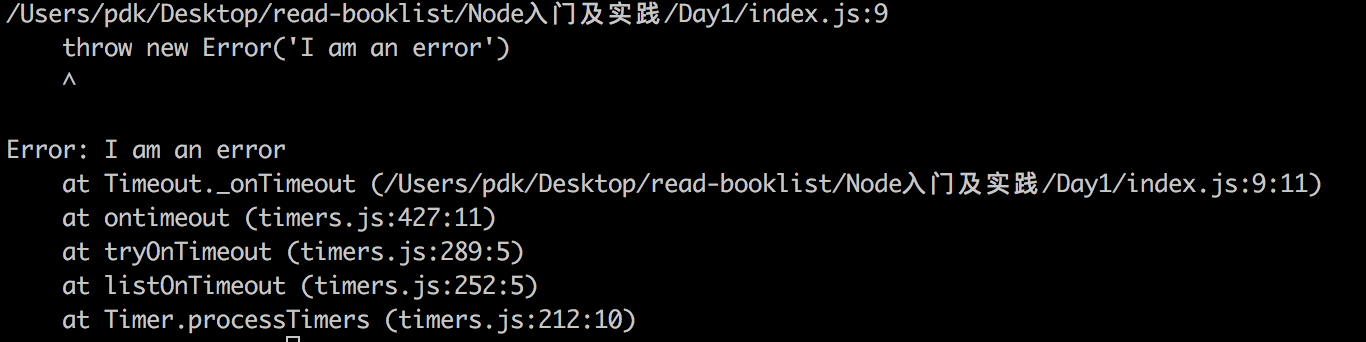 /Users/pdk/Desktop/read-booklist/Node入门及实践/Day1/index.js:9
    throw new Error('I am an error')
    ^
Error: I am an error
    at Timeout._onTimeout (/Users/pdk/Desktop/read-booklist/Node入门及实践/Day1/index.js:9:11)
    at ontimeout (timers.js:427:11)
    at tryOnTimeout (timers.js:289:5)
    at listOnTimeout (timers.js:252:5)
    at Timer.processTimers (timers.js:212:10)